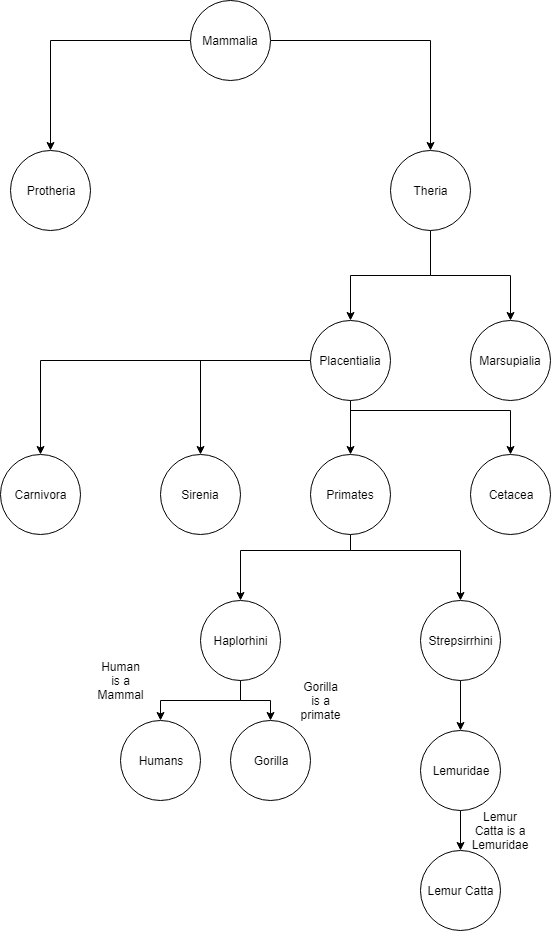 Mammalia
Protheria
Theria
Placentialia
Marsupialia
Carnivora
Sirenia
Primates
Cetacea
Haplorhini
Strepsirrhini
Human
is a
Mammal
Gorilla
is a
primate
Humans
Gorilla
Lemuridae
Lemur
Catta is a
Lemuridae
Lemur Catta